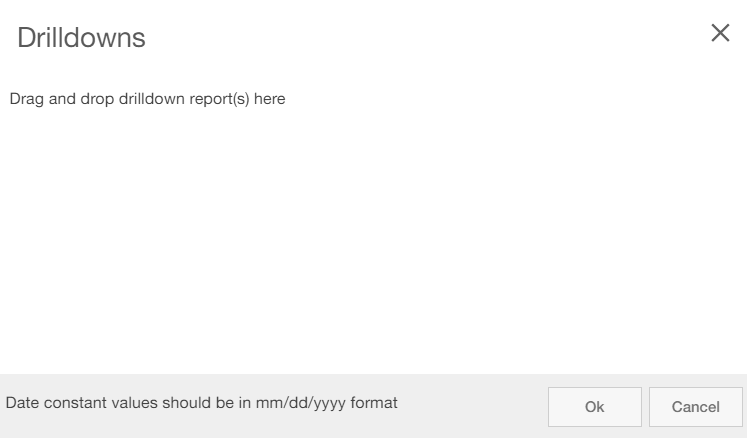 Drilldowns
Drag and drop drilldown report(s) here
Date constant values should be in mm/dd/yyyy format
Ok
Cancel